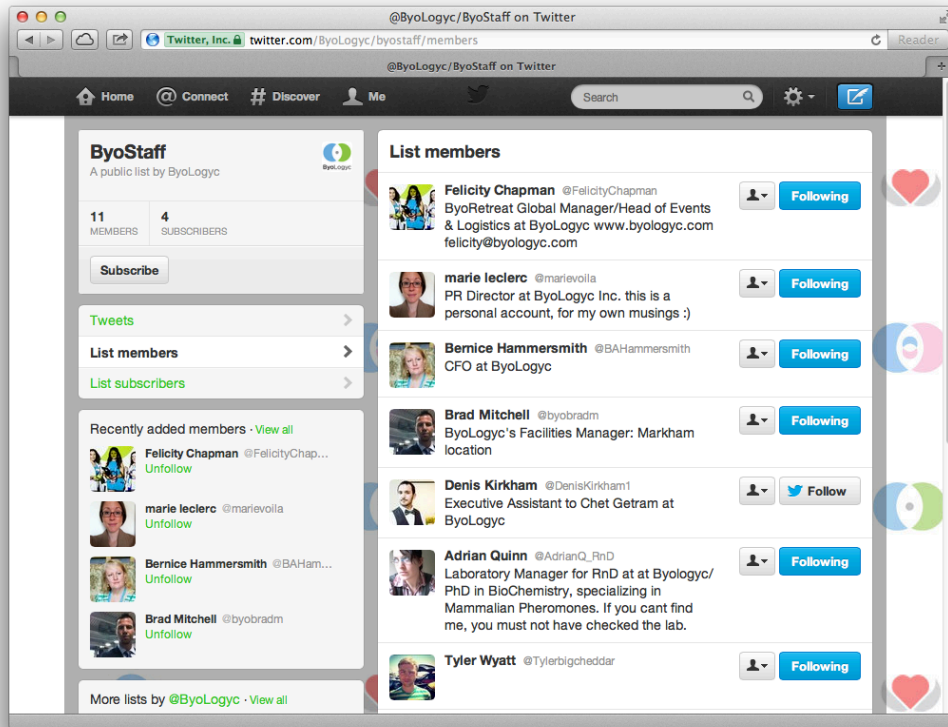 @ByoLogyc/ByoStaff on Twitter
Twitter, Inc. twitter.com/ByoLogyc/byostaff/members
Reader
@ByoLogyc/ByoStaff on Twitter
Home
Connect
Discover
Me
Search
ByoStaff
A public list by ByoLogyc
ByoLogyc
11
MEMBERS
4
SUBSCRIBERS
Subscribe
Tweets
List members
List subscribers
Recently added members · View all
Felicity Chapman @FelicityChap...
Unfollow
marie leclerc @marievoila
Unfollow
Bernice Hammersmith @BAHam...
Unfollow
Brad Mitchell @byobradm
Unfollow
More lists by @ByoLogyc · View all
List members
Felicity Chapman @FelicityChapman
ByoRetreat Global Manager/Head of Events
& Logistics at ByoLogyc www.byologyc.com
felicity@byologyc.com
Following
marie leclerc @marievoila
PR Director at ByoLogyc Inc. this is a
personal account, for my own musings :)
Following
Bernice Hammersmith @BAHammersmith
CFO at ByoLogyc
Following
Brad Mitchell @byobradm
ByoLogyc's Facilities Manager: Markham
location
Following
Denis Kirkham @DenisKirkham1
Executive Assistant to Chet Getram at
ByoLogyc
Follow
Adrian Quinn @AdrianQ_RnD
Laboratory Manager for RnD at at Byologyc/
PhD in BioChemistry, specializing in
Mammalian Pheromones. If you cant find
me, you must not have checked the lab.
Following
Tyler Wyatt @Tylerbigcheddar
Following